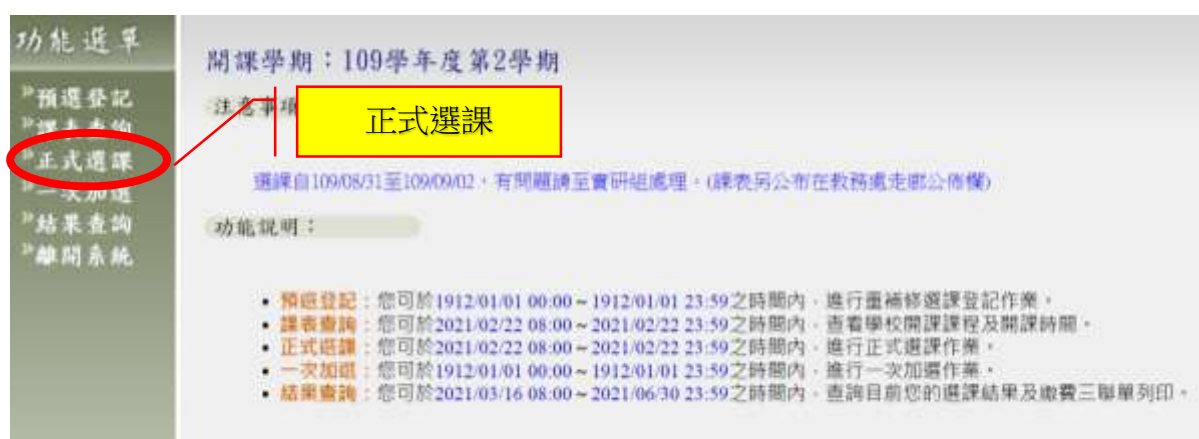 功能選單
»預選登記
»課表查詢
»正式選課
»一次加選
»結果查詢
»離開系統
開課學期：109學年度第2學期
注意事項
正式選課
選課自109/08/31至109/09/02，有問題請至實研組處理。(課表另公布在教務處走廊公佈欄)
功能說明：
• 預選登記：您可於1912/01/01 00:00～1912/01/01 23:59之時間內，進行重補修選課登記作業。
• 課表查詢：您可於2021/02/22 08:00～2021/02/22 23:59之時間內，查看學校開課課程及開課時間。
• 正式選課：您可於2021/02/22 08:00～2021/02/22 23:59之時間內，進行正式選課作業。
• 一次加選：您可於1912/01/01 00:00～1912/01/01 23:59之時間內，進行一次加選作業。
• 結果查詢：您可於2021/03/16 08:00～2021/06/30 23:59之時間內，查詢目前您的選課結果及繳費三聯單列印。